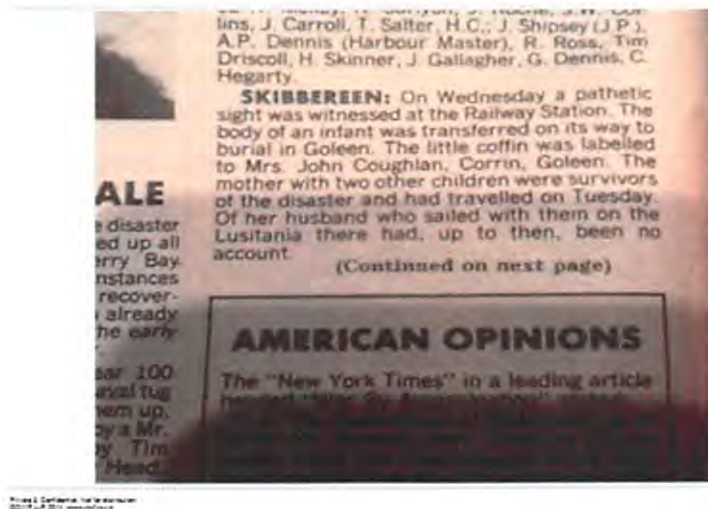 lins, J. Carroll, T. Salter, H.C.; J. Shipsey (J.P.),
A.P. Dennis (Harbour Master), R. Ross, Tim
Driscoll, H. Skinner, J. Gallagher, G. Dennis, C.
Hegarty.
SKIBBEREEN: On Wednesday a pathetic
sight was witnessed at the Railway Station. The
body of an infant was transferred on its way to
burial in Goleen. The little coffin was labelled
to Mrs. John Coughlan, Corrin, Goleen. The
mother with two other children were survivors
of the disaster and had travelled on Tuesday.
Of her husband who sailed with them on the
Lusitania there had, up to then, been no
account.
(Continued on next page)
ALE
disaster
ed up all
erry Bay
nstances
recover-
already
he early
ear 100
aval tug
em up,
by a Mr.
by Tim
Head,
AMERICAN OPINIONS
The "New York Times" in a leading article